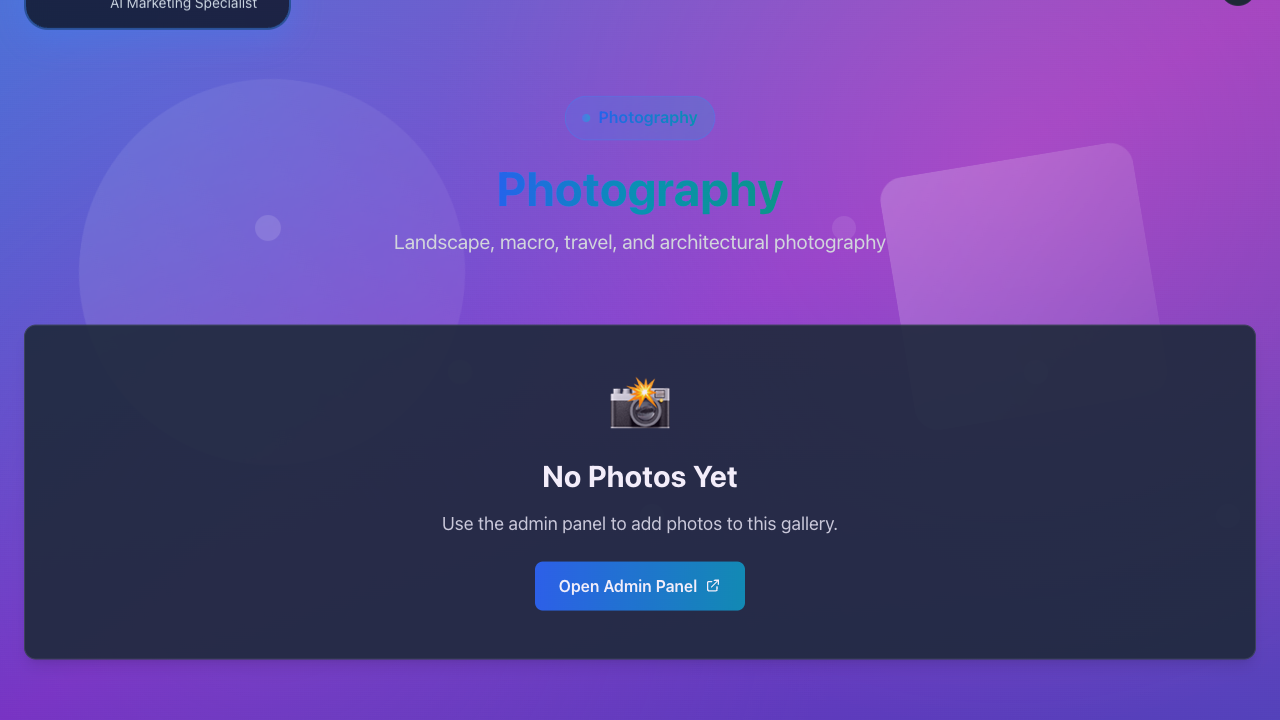 AI Marketing Specialist
Photography
Photography
Landscape, macro, travel, and architectural photography
No Photos Yet
Use the admin panel to add photos to this gallery.
Open Admin Panel